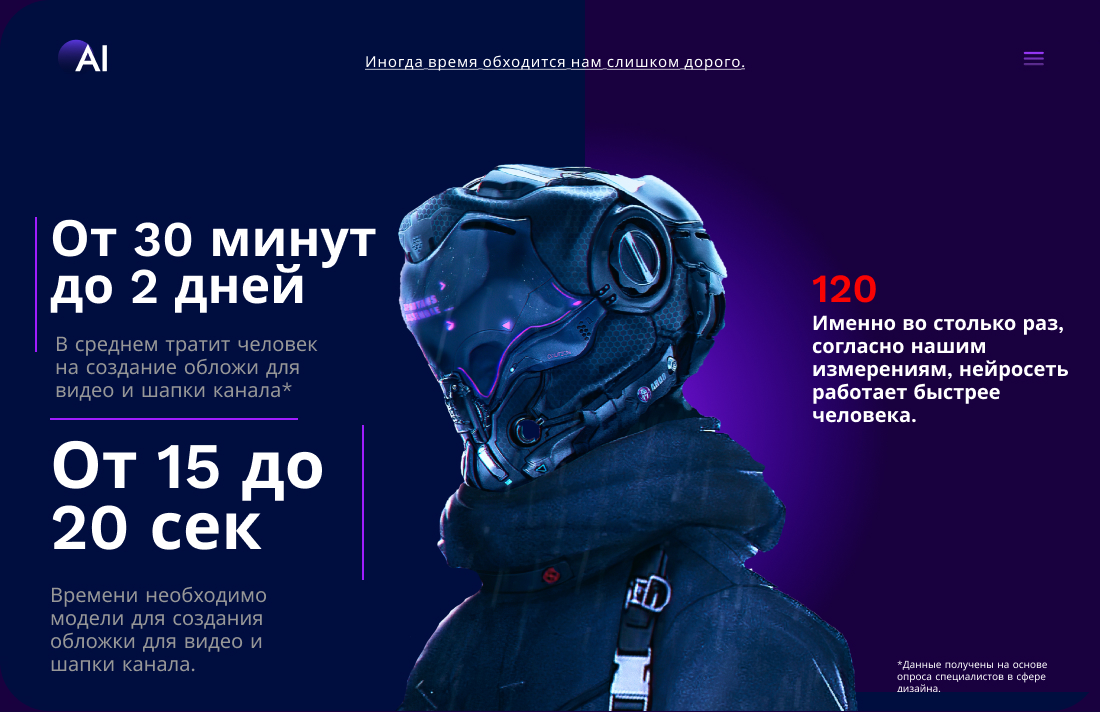 AI
Иногда время обходится нам слишком дорого.
От 30 минут
до 2 дней
В среднем тратит человек
на создание обложи для
видео и шапки канала*
От 15 до
20 сек
Времени необходимо
модели для создания
обложки для видео и
шапки канала.
120
Именно во столько раз,
согласно нашим
измерениям, нейросеть
работает быстрее
человека.
*Данные получены на основе
опроса специалистов в сфере
дизайна.